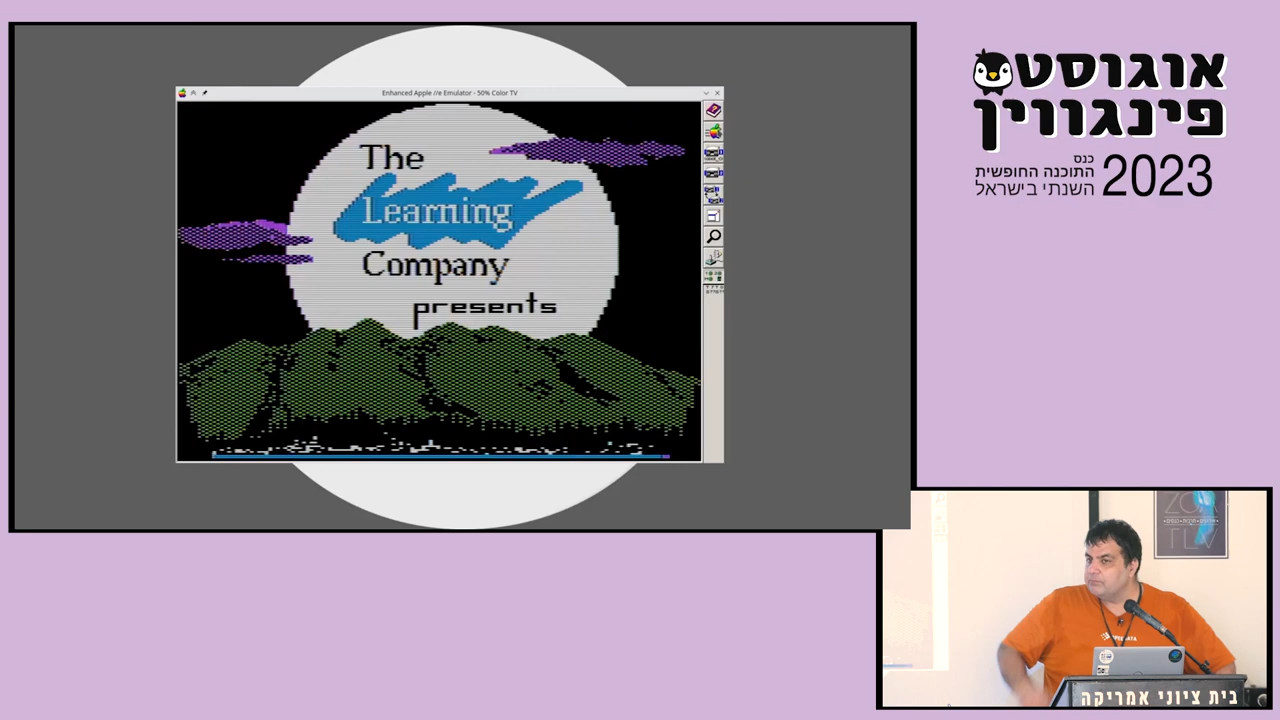 Enhanced Apple //e Emulator - 50% Color TV
The
Learning
Company
presents
אוגוסט
פינגווין
כנס
התוכנה החופשית
השנתי בישראל
2023
TLV
בית ציוני אמריקה